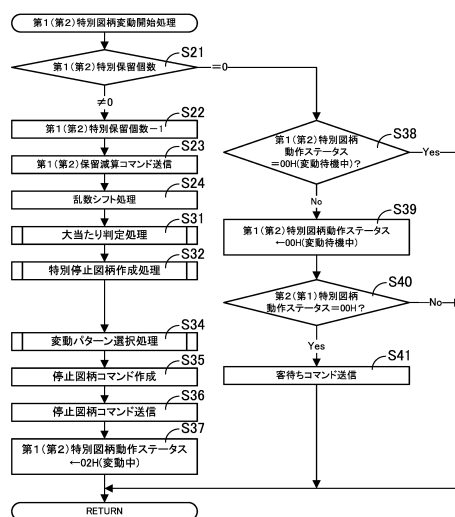 第1(第2)特別図柄変動開始処理
S21
第1(第2)特別保留個数
=0
≠0
S22
第1(第2)特別保留個数−1
S23
第1(第2)保留減算コマンド送信
S24
乱数シフト処理
S31
大当たり判定処理
S32
特別停止図柄作成処理
S34
変動パターン選択処理
S35
停止図柄コマンド作成
S36
停止図柄コマンド送信
S37
第1(第2)特別図柄動作ステータス
←02H(変動中)
RETURN
S38
第1(第2)特別図柄
動作ステータス
=00H(変動待機中)?
Yes
No
S39
第1(第2)特別図柄動作ステータス
←00H(変動待機中)
S40
第2(第1)特別図柄
動作ステータス=00H?
No
Yes
S41
客待ちコマンド送信